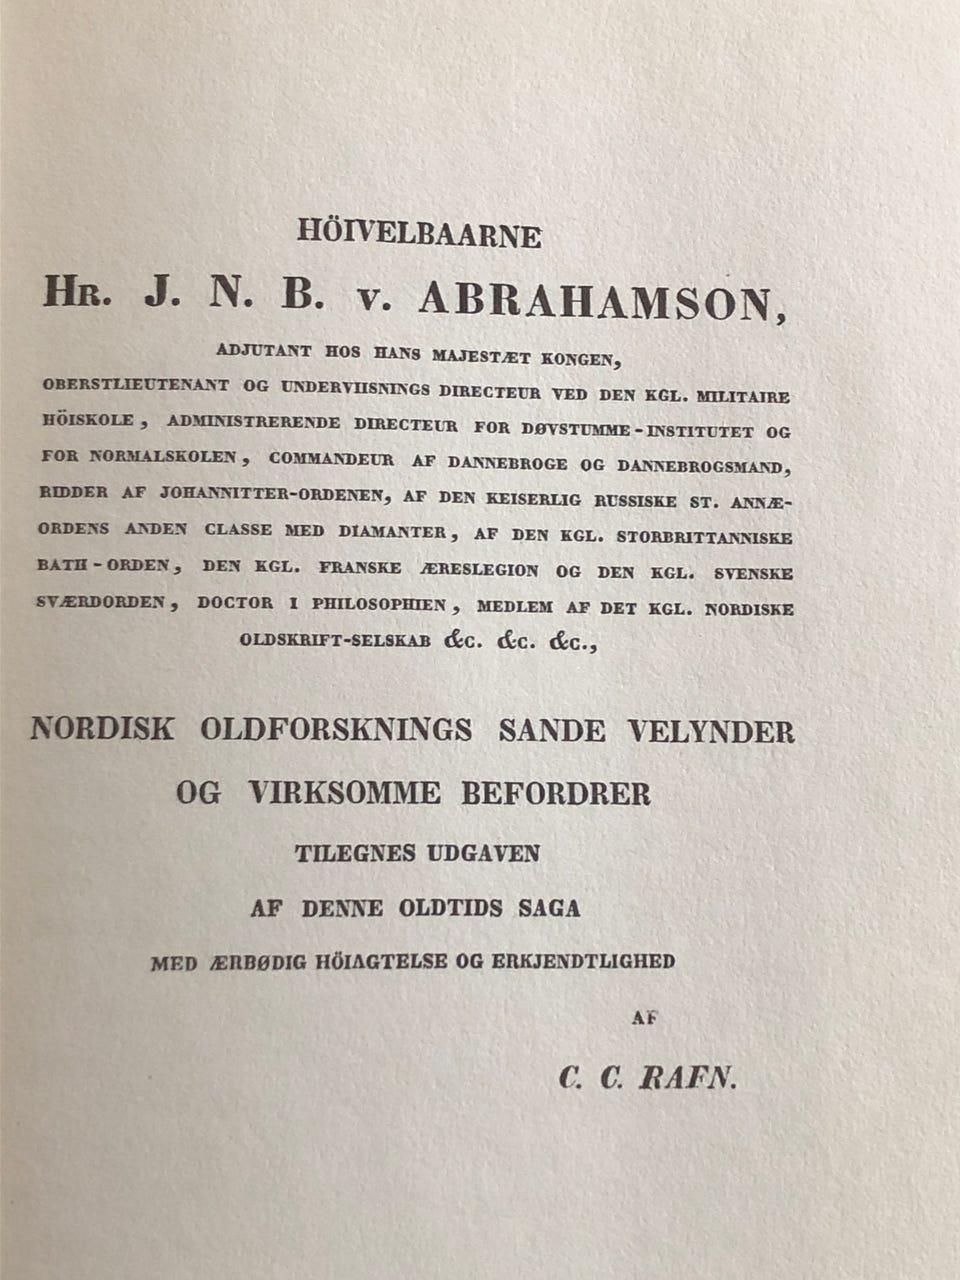 HÖIVELBAARNE
HR. J. N. B. v. ABRAHAMSON,
ADJUTANT HOS HANS MAJESTÆT KONGEN,
OBERSTLIEUTENANT OG UNDERVIISNINGS DIRECTEUR VED DEN KGL. MILITAIRE
HÖISKOLE, ADMINISTRERENDE DIRECTEUR FOR DØVSTUMME-INSTITUTET OG
FOR NORMALSKOLEN, COMMANDEUR AF DANNEBROGE OG DANNEBROGSMAND,
RIDDER AF JOHANNITTER-ORDENEN, AF DEN KEISERLIG RUSSISKE ST. ANNÆ-
ORDENS ANDEN CLASSE MED DIAMANTER, AF DEN KGL. STORBRITTANNISKE
BATH-ORDEN, DEN KGL. FRANSKE ÆRESLEGION OG DEN KGL. SVENSKE
SVÆRDORDEN, DOCTOR I PHILOSOPHIEN, MEDLEM AF DET KGL. NORDISKE
OLDSKRIFT-SELSKAB &c. &c. &c.,
NORDISK OLDFORSKNINGS SANDE VELYNDER
OG VIRKSOMME BEFORDRER
TILEGNES UDGAVEN
AF DENNE OLDTIDS SAGA
MED ÆRBØDIG HÖIAGTELSE OG ERKJENDTLIGHED
AF
C. C. RAFN.